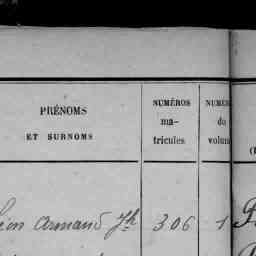 PRÉNOMS
ET SURNOMS
NUMÉROS
ma-
tricules
NUMÉ
du
volum
Armand Jh 306 1